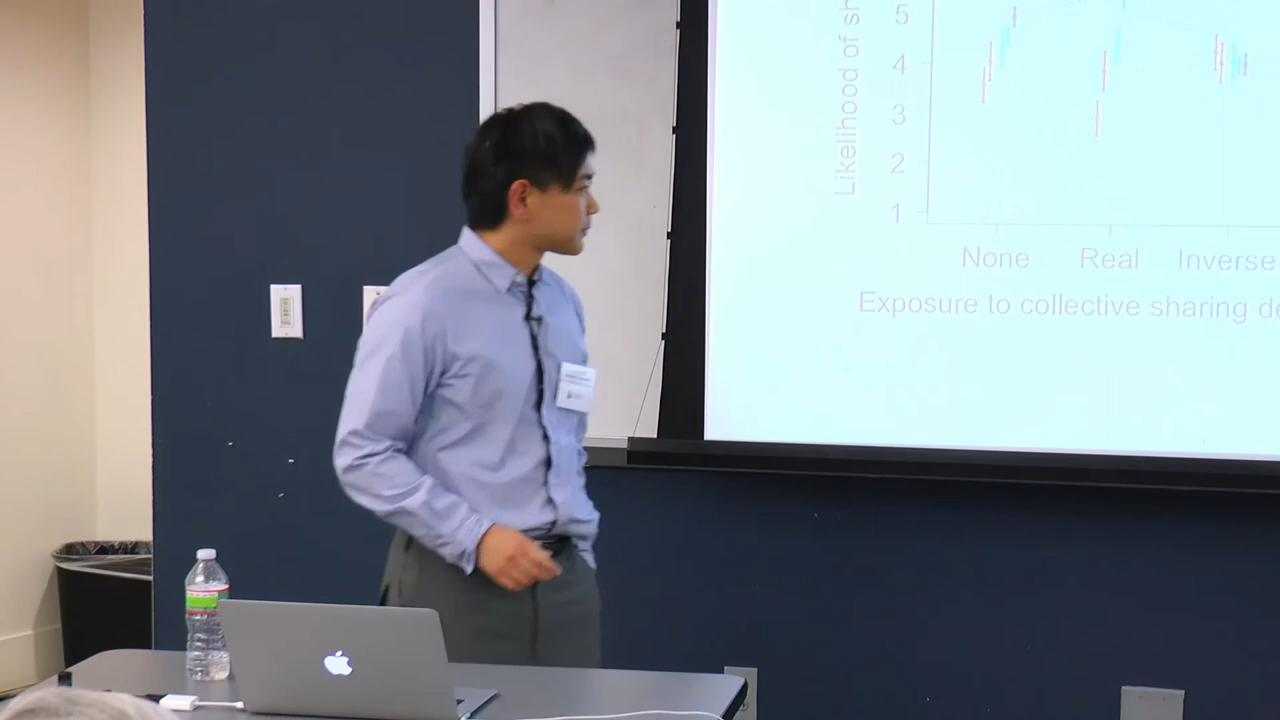 Likelihood of sh
5
4
3
2
1
None Real Inverse
Exposure to collective sharing de